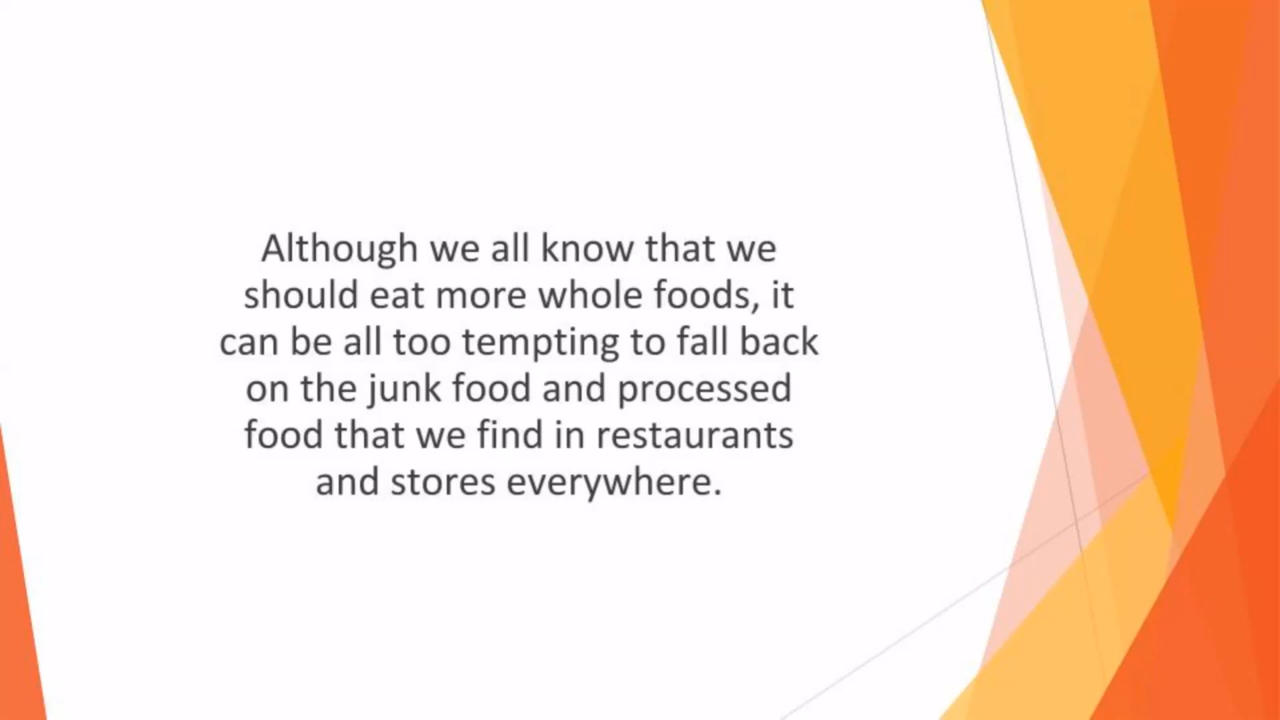 Although we all know that we
should eat more whole foods, it
can be all too tempting to fall back
on the junk food and processed
food that we find in restaurants
and stores everywhere.